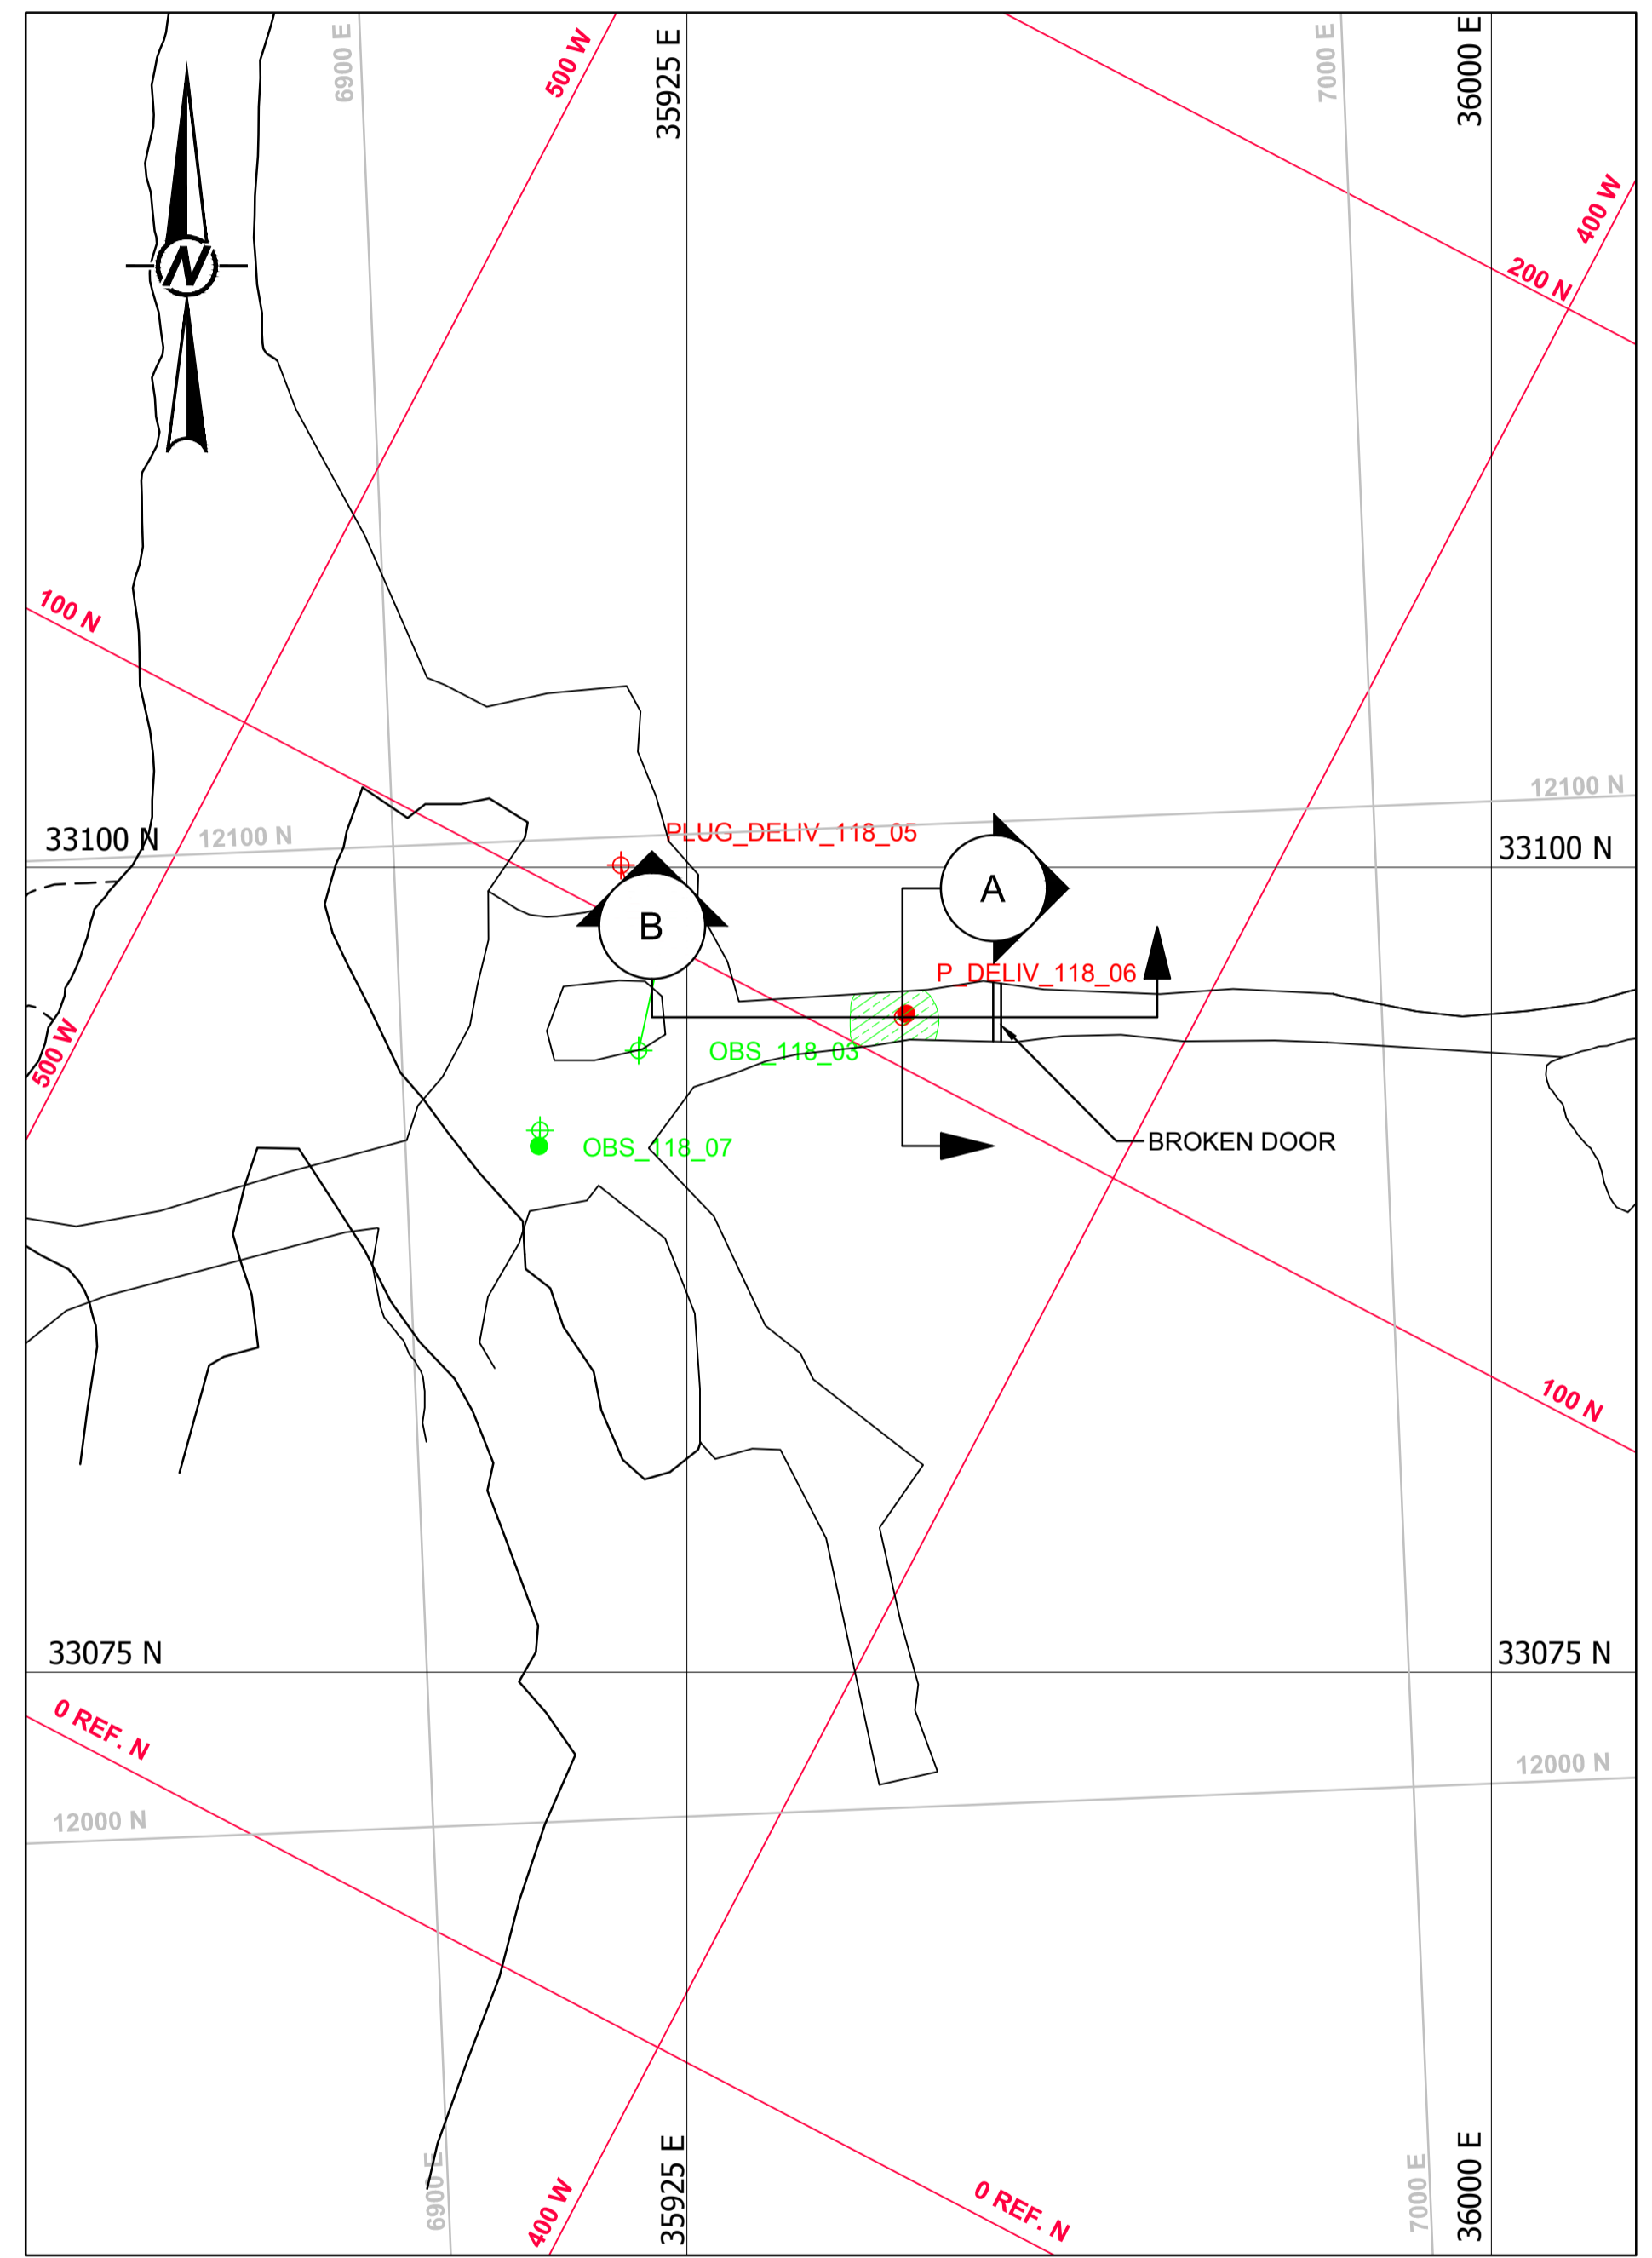 6900 E
500 W
35925 E
7000 E
36000 E
400 W
200 N
N
100 N
12100 N
33100 N
12100 N
PLUG_DELIV_118_05
33100 N
A
B
P_DELIV_118_06
OBS_118_03
500 W
OBS_118_07
BROKEN DOOR
100 N
33075 N
33075 N
0 REF. N
12000 N
12000 N
6900 E
400 W
35925 E
0 REF. N
7000 E
36000 E